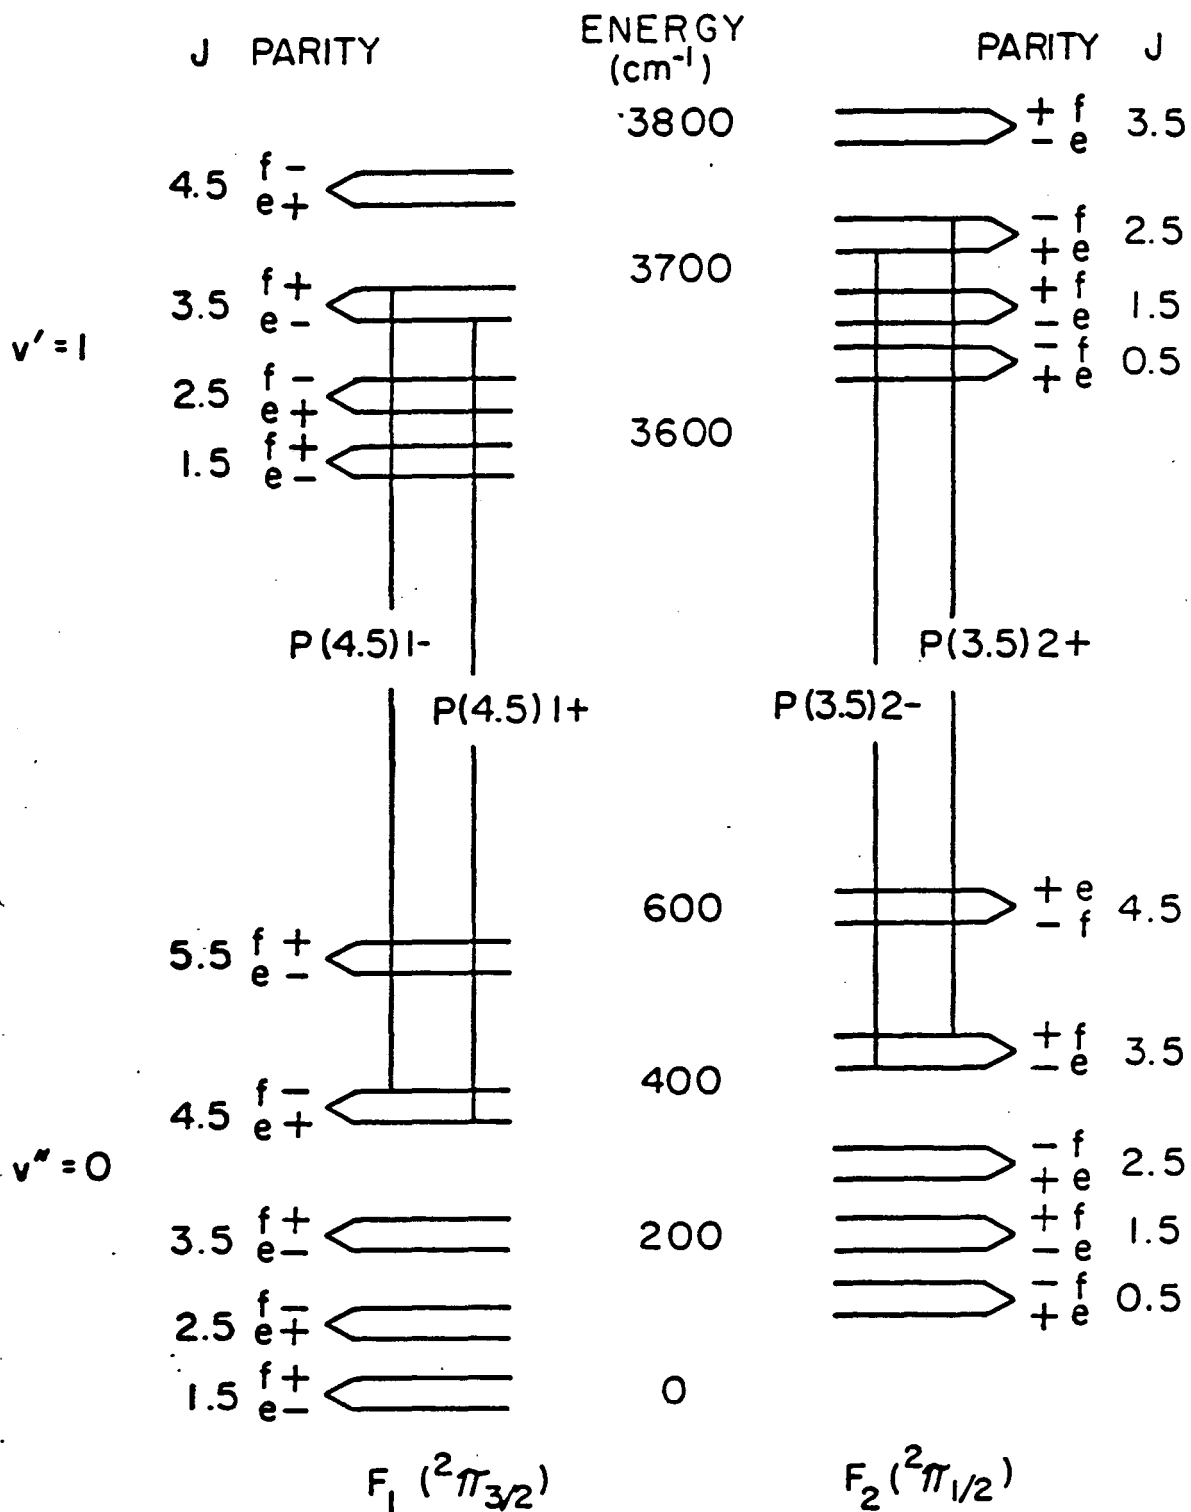 J PARITY ENERGY (cm⁻¹) PARITY J
3800
+ f
- e
3.5
4.5
f -
e +
- f
+ e
2.5
3700
3.5
f +
e -
+ f
- e
1.5
v' = 1
- f
+ e
0.5
2.5
f -
e +
3600
1.5
f +
e -
P(4.5)1-
P(3.5)2+
P(4.5)1+
P(3.5)2-
600
+ e
- f
4.5
5.5
f +
e -
+ f
- e
3.5
400
4.5
f -
e +
v" = 0
- f
+ e
2.5
3.5
f +
e -
200
+ f
- e
1.5
- f
+ e
0.5
2.5
f -
e +
1.5
f +
e -
0
F₁ (²π₃/₂)
F₂ (²π₁/₂)